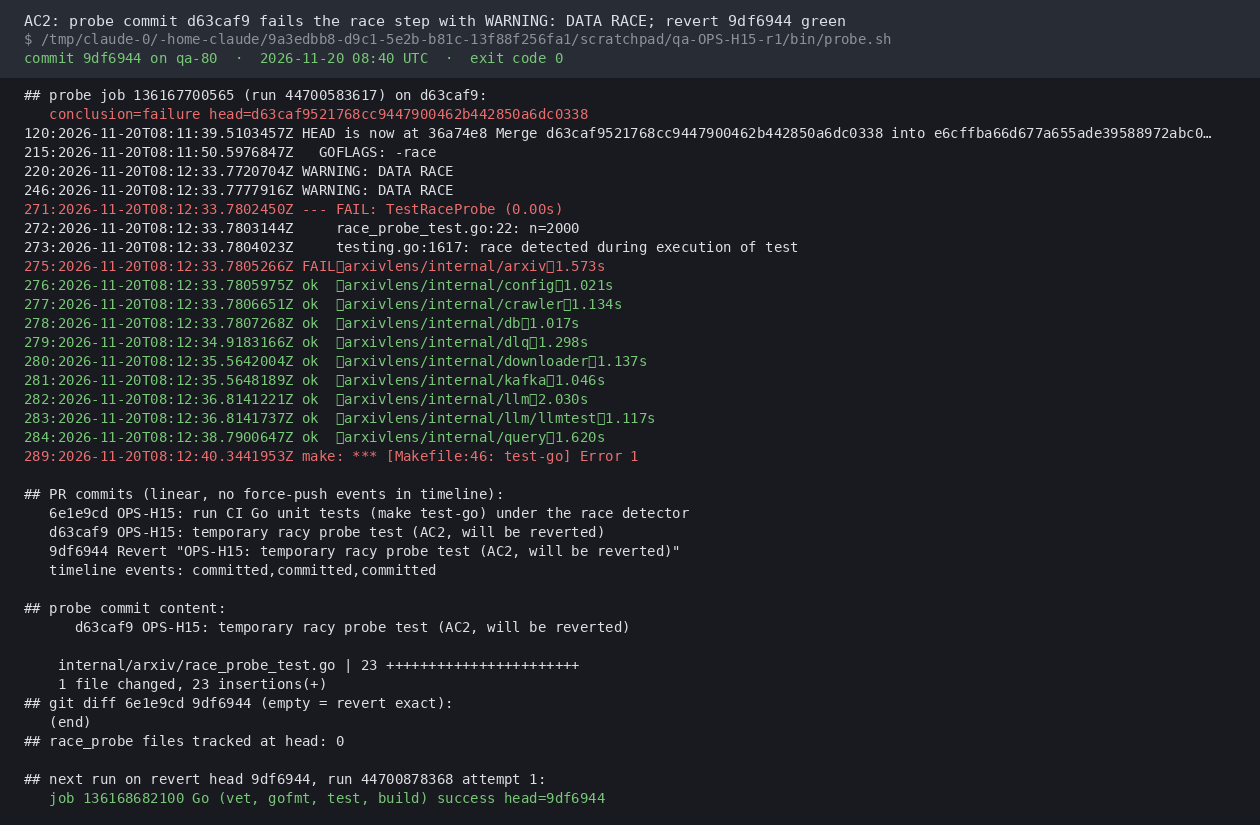 AC2: probe commit d63caf9 fails the race step with WARNING: DATA RACE; revert 9df6944 green
$ /tmp/claude-0/-home-claude/9a3edbb8-d9c1-5e2b-b81c-13f88f256fa1/scratchpad/qa-OPS-H15-r1/bin/probe.sh
commit 9df6944 on qa-80 · 2026-11-20 08:40 UTC · exit code 0
## probe job 136167700565 (run 44700583617) on d63caf9:
conclusion=failure head=d63caf9521768cc9447900462b442850a6dc0338
120:2026-11-20T08:11:39.5103457Z HEAD is now at 36a74e8 Merge d63caf9521768cc9447900462b442850a6dc0338 into e6cffba66d677a655ade39588972abc0…
215:2026-11-20T08:11:50.5976847Z   GOFLAGS: -race
220:2026-11-20T08:12:33.7720704Z WARNING: DATA RACE
246:2026-11-20T08:12:33.7777916Z WARNING: DATA RACE
271:2026-11-20T08:12:33.7802450Z --- FAIL: TestRaceProbe (0.00s)
272:2026-11-20T08:12:33.7803144Z     race_probe_test.go:22: n=2000
273:2026-11-20T08:12:33.7804023Z     testing.go:1617: race detected during execution of test
275:2026-11-20T08:12:33.7805266Z FAIL▯arxivlens/internal/arxiv▯1.573s
276:2026-11-20T08:12:33.7805975Z ok  ▯arxivlens/internal/config▯1.021s
277:2026-11-20T08:12:33.7806651Z ok  ▯arxivlens/internal/crawler▯1.134s
278:2026-11-20T08:12:33.7807268Z ok  ▯arxivlens/internal/db▯1.017s
279:2026-11-20T08:12:34.9183166Z ok  ▯arxivlens/internal/dlq▯1.298s
280:2026-11-20T08:12:35.5642004Z ok  ▯arxivlens/internal/downloader▯1.137s
281:2026-11-20T08:12:35.5648189Z ok  ▯arxivlens/internal/kafka▯1.046s
282:2026-11-20T08:12:36.8141221Z ok  ▯arxivlens/internal/llm▯2.030s
283:2026-11-20T08:12:36.8141737Z ok  ▯arxivlens/internal/llm/llmtest▯1.117s
284:2026-11-20T08:12:38.7900647Z ok  ▯arxivlens/internal/query▯1.620s
289:2026-11-20T08:12:40.3441953Z make: *** [Makefile:46: test-go] Error 1
## PR commits (linear, no force-push events in timeline):
6e1e9cd OPS-H15: run CI Go unit tests (make test-go) under the race detector
d63caf9 OPS-H15: temporary racy probe test (AC2, will be reverted)
9df6944 Revert "OPS-H15: temporary racy probe test (AC2, will be reverted)"
timeline events: committed,committed,committed
## probe commit content:
d63caf9 OPS-H15: temporary racy probe test (AC2, will be reverted)
internal/arxiv/race_probe_test.go | 23 +++++++++++++++++++++++
1 file changed, 23 insertions(+)
## git diff 6e1e9cd 9df6944 (empty = revert exact):
(end)
## race_probe files tracked at head: 0
## next run on revert head 9df6944, run 44700878368 attempt 1:
job 136168682100 Go (vet, gofmt, test, build) success head=9df6944